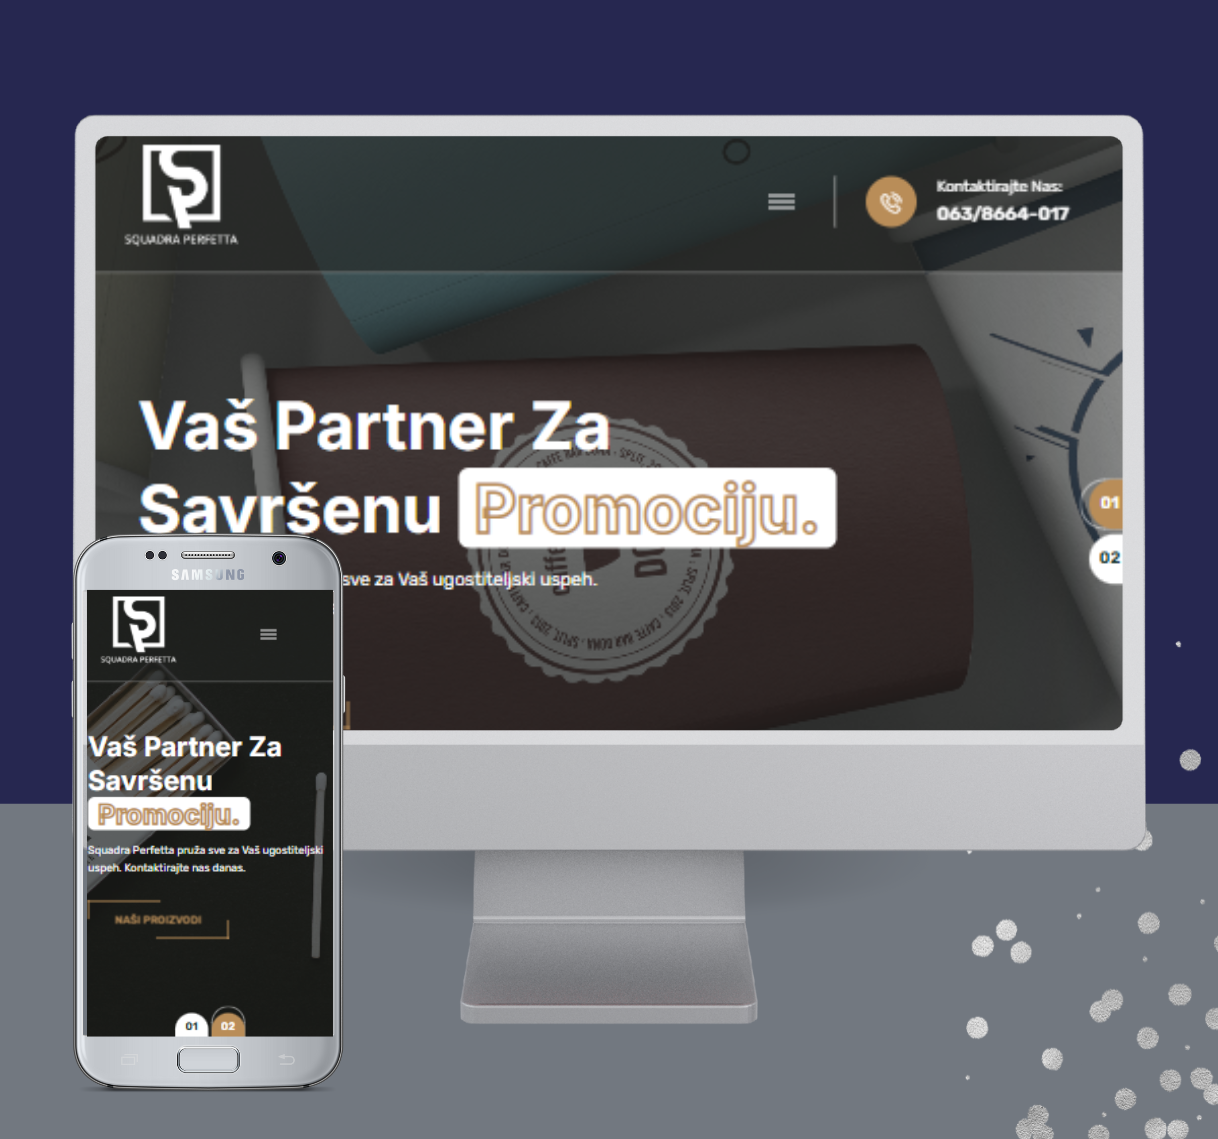 SQUADRA PERFETTA
Kontaktirajte Nas:
063/8664-017
Vaš Partner Za
Savršenu Promociju.
sve za Vaš ugostiteljski uspeh.
01
02
SAMSUNG
SQUADRA PERFETTA
Vaš Partner Za
Savršenu
Promociju.
Squadra Perfetta pruža sve za Vaš ugostiteljski
uspeh. Kontaktirajte nas danas.
NAŠI PROIZVODI
01
02